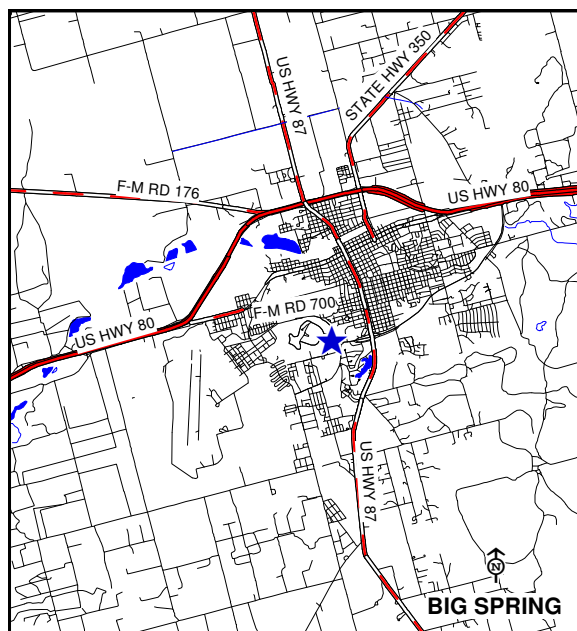 US HWY 87
STATE HWY 350
F-M RD 176
US HWY 80
F-M RD 700
US HWY 80
US HWY 87
N
BIG SPRING